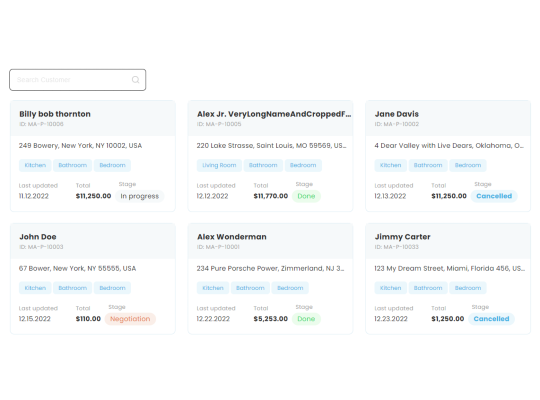 Search Customer
Billy bob thornton
ID: MA-P-10000
249 Bowery, New York, NY 10002, USA
Kitchen Bathroom Bedroom
Last updated Total Stage
11.12.2022 $11,250.00 In progress
Alex Jr. VeryLongNameAndCroppedF...
ID: MA-P-10005
220 Lake Strasse, Saint Louis, MO 59569, US...
Living Room Bathroom Bedroom
Last updated Total Stage
12.12.2022 $11,770.00 Done
Jane Davis
ID: MA-P-10002
4 Dear Valley with Live Dears, Oklahoma, O...
Kitchen Bathroom Bedroom
Last updated Total Stage
12.13.2022 $11,250.00 Cancelled
John Doe
ID: MA-P-10003
67 Bower, New York, NY 55555, USA
Kitchen Bathroom Bedroom
Last updated Total Stage
12.15.2022 $110.00 Negotiation
Alex Wonderman
ID: MA-P-10001
234 Pure Porsche Power, Zimmerland, NJ 3...
Kitchen Bathroom Bedroom
Last updated Total Stage
12.22.2022 $5,253.00 Done
Jimmy Carter
ID: MA-P-10033
123 My Dream Street, Miami, Florida 456, US...
Kitchen Bathroom Bedroom
Last updated Total Stage
12.23.2022 $1,250.00 Cancelled